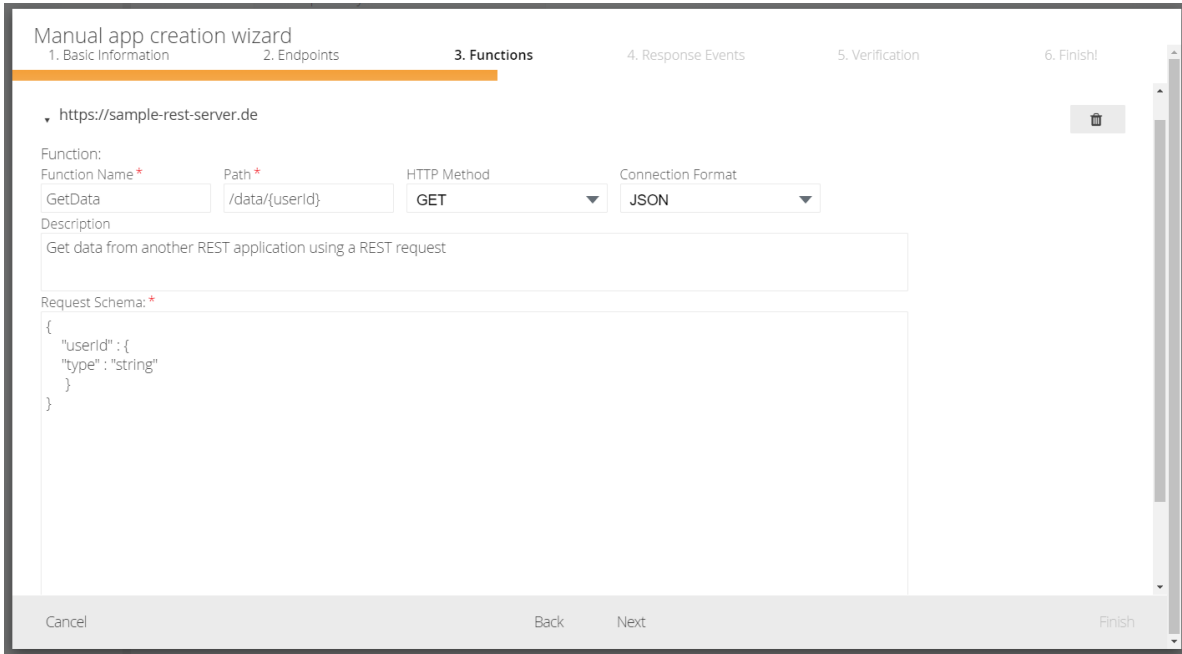 Manual app creation wizard
1. Basic Information 2. Endpoints 3. Functions 4. Response Events 5. Verification 6. Finish!
https://sample-rest-server.de
Function:
Function Name * Path * HTTP Method Connection Format
GetData /data/{userId} GET JSON
Description
Get data from another REST application using a REST request
Request Schema: *
{
"userId" : {
"type" : "string"
}
}
Cancel Back Next Finish